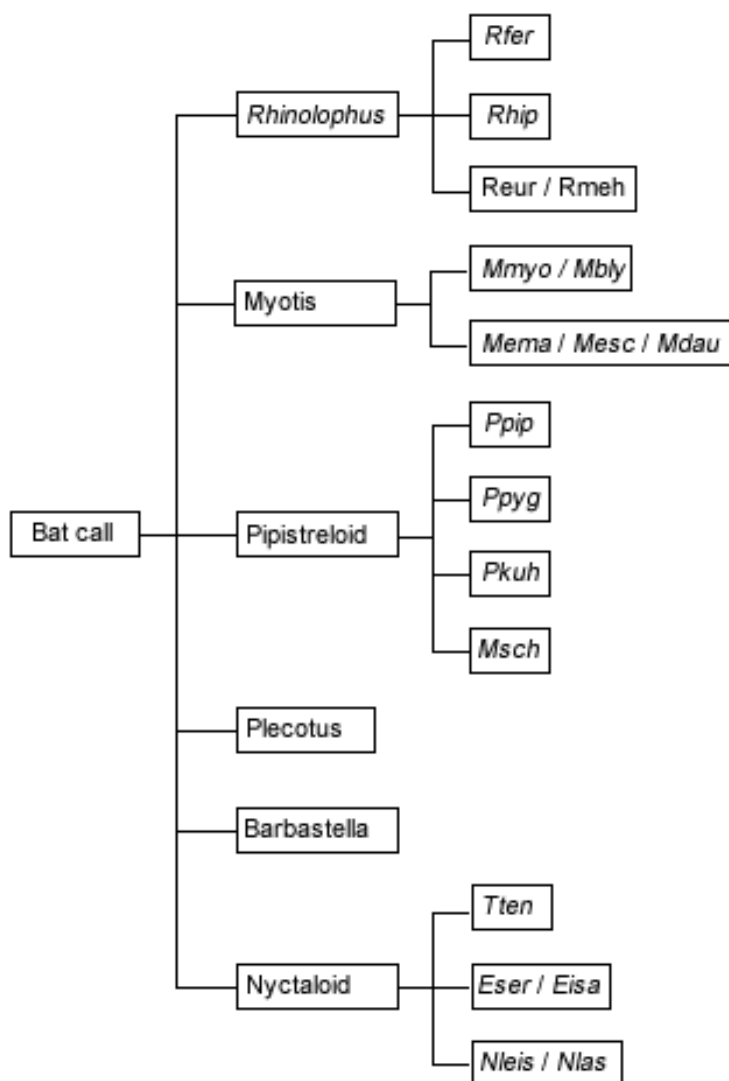 Rfer
Rhinolophus
Rhip
Reur / Rmeh
Mmyo / Mbly
Myotis
Mema / Mesc / Mdau
Ppip
Ppyg
Bat call
Pipistreloid
Pkuh
Msch
Plecotus
Barbastella
Tten
Nyctaloid
Eser / Eisa
Nleis / Nlas